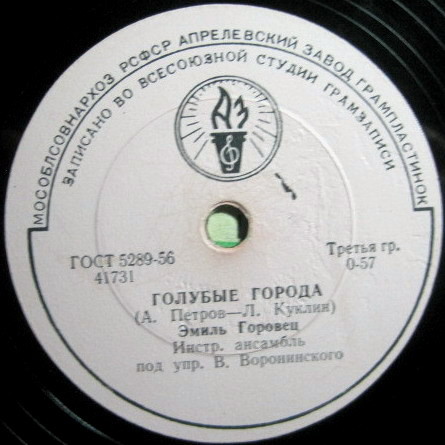 МОСОБЛСОВНАРХОЗ РСФСР АПРЕЛЕВСКИЙ ЗАВОД ГРАМПЛАСТИНОК
ЗАПИСАНО ВО ВСЕСОЮЗНОЙ СТУДИИ ГРАМЗАПИСИ
АЗ
ГОСТ 5289-56
41731
Третья гр.
0-57
ГОЛУБЫЕ ГОРОДА
(А. Петров—Л. Куклин)
Эмиль Горовец
Инстр. ансамбль
под упр. В. Воронинского